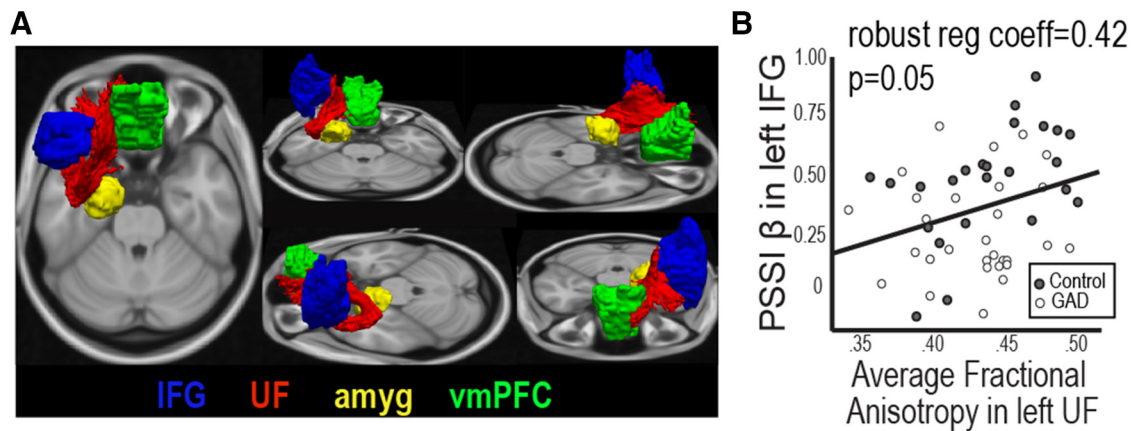 A
IFG UF amyg vmPFC
B
robust reg coeff=0.42
p=0.05
PSSI β in left IFG
1.00
0.75
0.50
0.25
0
Control
GAD
.35 .40 .45 .50
Average Fractional
Anisotropy in left UF